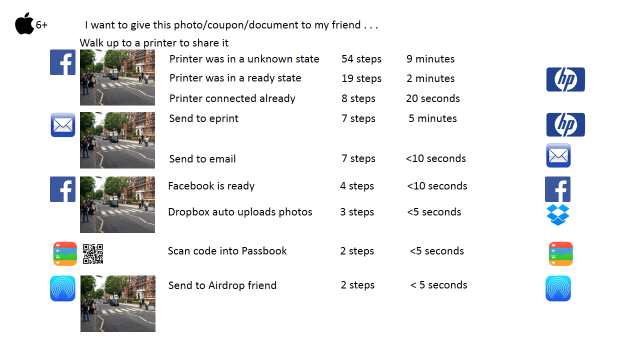 6+ I want to give this photo/coupon/document to my friend . . .
Walk up to a printer to share it
Printer was in a unknown state 54 steps 9 minutes
Printer was in a ready state 19 steps 2 minutes
hp
Printer connected already 8 steps 20 seconds
Send to eprint 7 steps 5 minutes
hp
Send to email 7 steps <10 seconds
Facebook is ready 4 steps <10 seconds
Dropbox auto uploads photos 3 steps <5 seconds
Scan code into Passbook 2 steps <5 seconds
Send to Airdrop friend 2 steps < 5 seconds